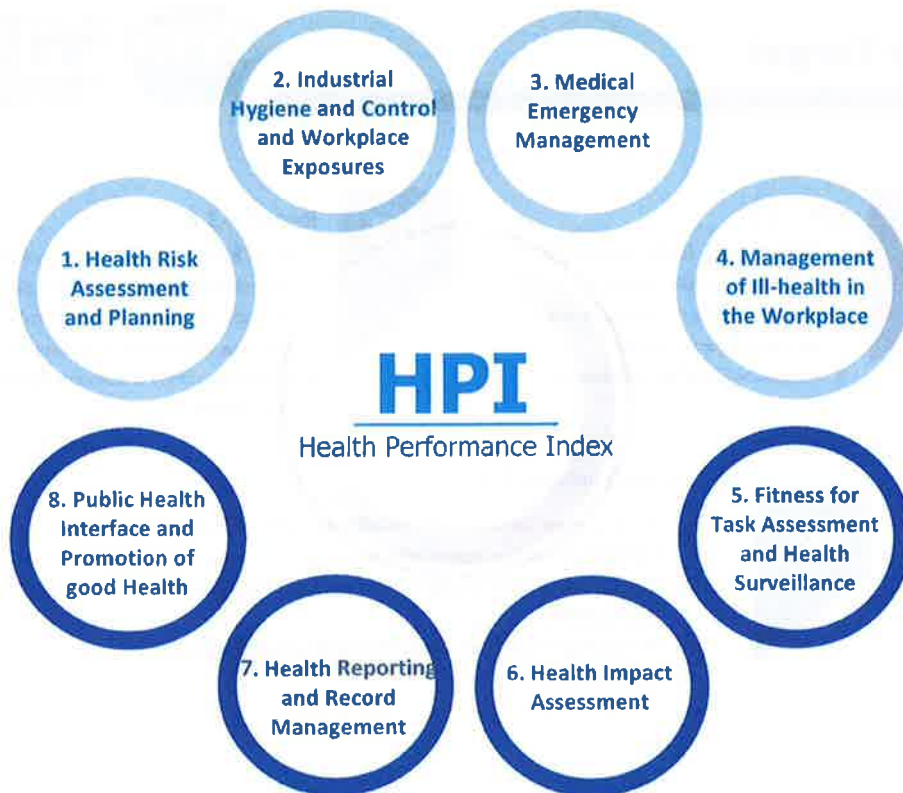 2. Industrial
Hygiene and Control
and Workplace
Exposures
3. Medical
Emergency
Management
1. Health Risk
Assessment
and Planning
4. Management
of Ill-health in
the Workplace
HPI
Health Performance Index
8. Public Health
Interface and
Promotion of
good Health
5. Fitness for
Task Assessment
and Health
Surveillance
7. Health Reporting
and Record
Management
6. Health Impact
Assessment